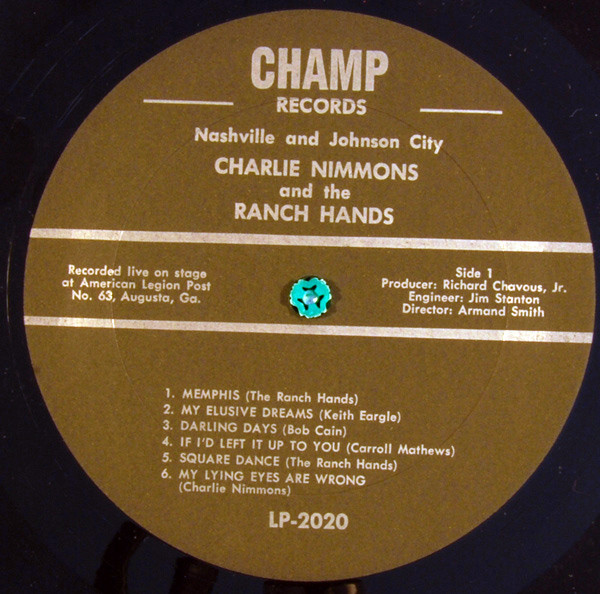 CHAMP
RECORDS
Nashville and Johnson City
CHARLIE NIMMONS
and the
RANCH HANDS
Recorded live on stage
at American Legion Post
No. 63, Augusta, Ga.
Side 1
Producer: Richard Chavous, Jr.
Engineer: Jim Stanton
Director: Armand Smith
1. MEMPHIS (The Ranch Hands)
2. MY ELUSIVE DREAMS (Keith Eargle)
3. DARLING DAYS (Bob Cain)
4. IF I'D LEFT IT UP TO YOU (Carroll Mathews)
5. SQUARE DANCE (The Ranch Hands)
6. MY LYING EYES ARE WRONG
(Charlie Nimmons)
LP-2020